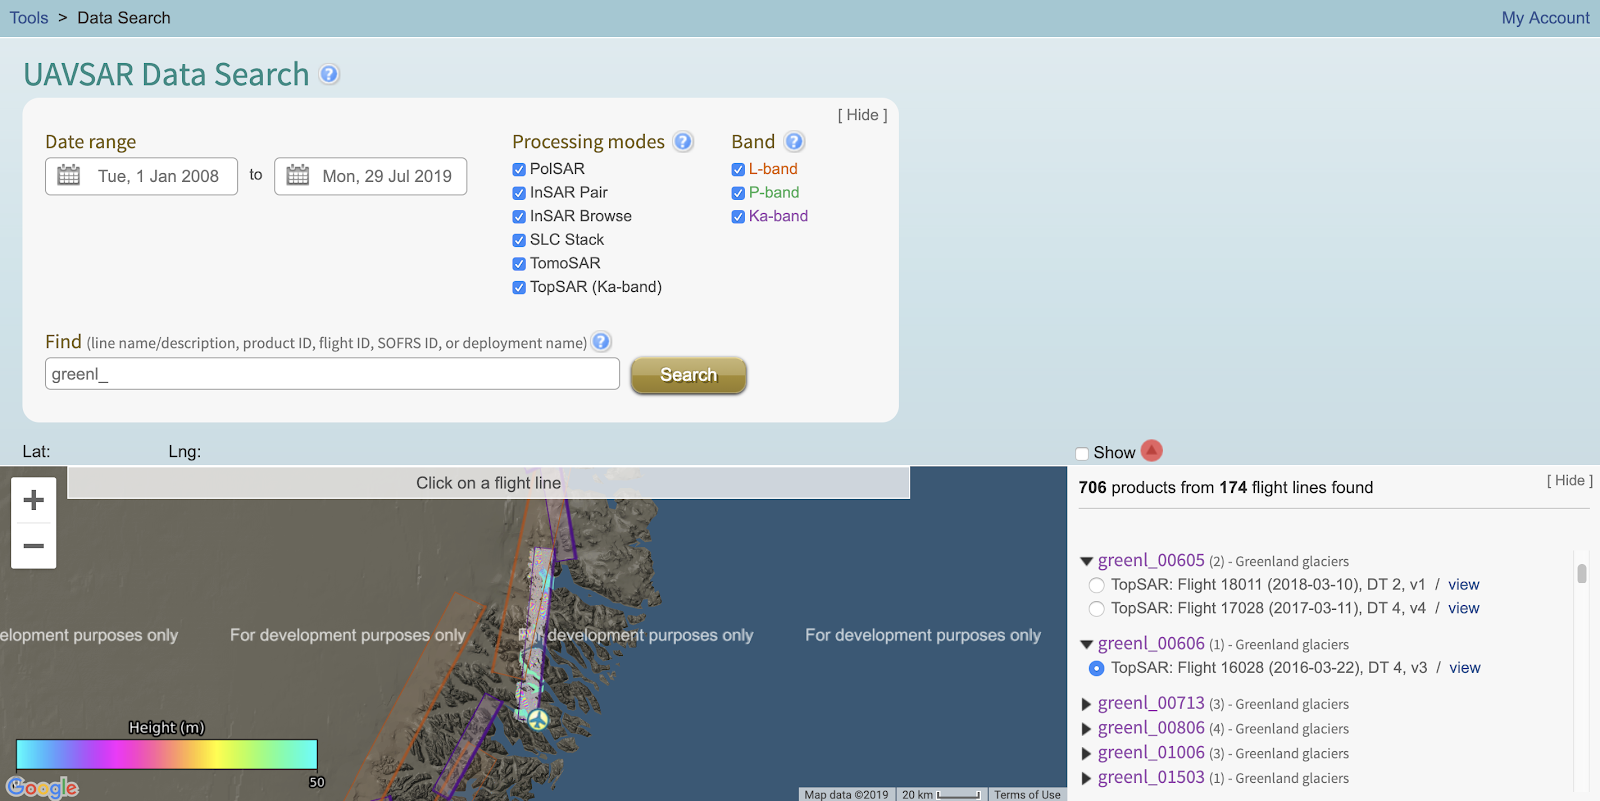 Tools > Data Search
My Account
UAVSAR Data Search ?
[ Hide ]
Date range
Tue, 1 Jan 2008 to Mon, 29 Jul 2019
Processing modes ?
PolSAR
InSAR Pair
InSAR Browse
SLC Stack
TomoSAR
TopSAR (Ka-band)
Band ?
L-band
P-band
Ka-band
Find (line name/description, product ID, flight ID, SOFRS ID, or deployment name) ?
greenl_
Search
Lat: Lng:
Show
Click on a flight line
+
−
elopment purposes only For development purposes only For development purposes only For development purposes only
Height (m)
50
Google
Map data ©2019 20 km Terms of Use
[ Hide ]
706 products from 174 flight lines found
greenl_00605 (2) - Greenland glaciers
TopSAR: Flight 18011 (2018-03-10), DT 2, v1 / view
TopSAR: Flight 17028 (2017-03-11), DT 4, v4 / view
greenl_00606 (1) - Greenland glaciers
TopSAR: Flight 16028 (2016-03-22), DT 4, v3 / view
greenl_00713 (3) - Greenland glaciers
greenl_00806 (4) - Greenland glaciers
greenl_01006 (3) - Greenland glaciers
greenl_01503 (1) - Greenland glaciers